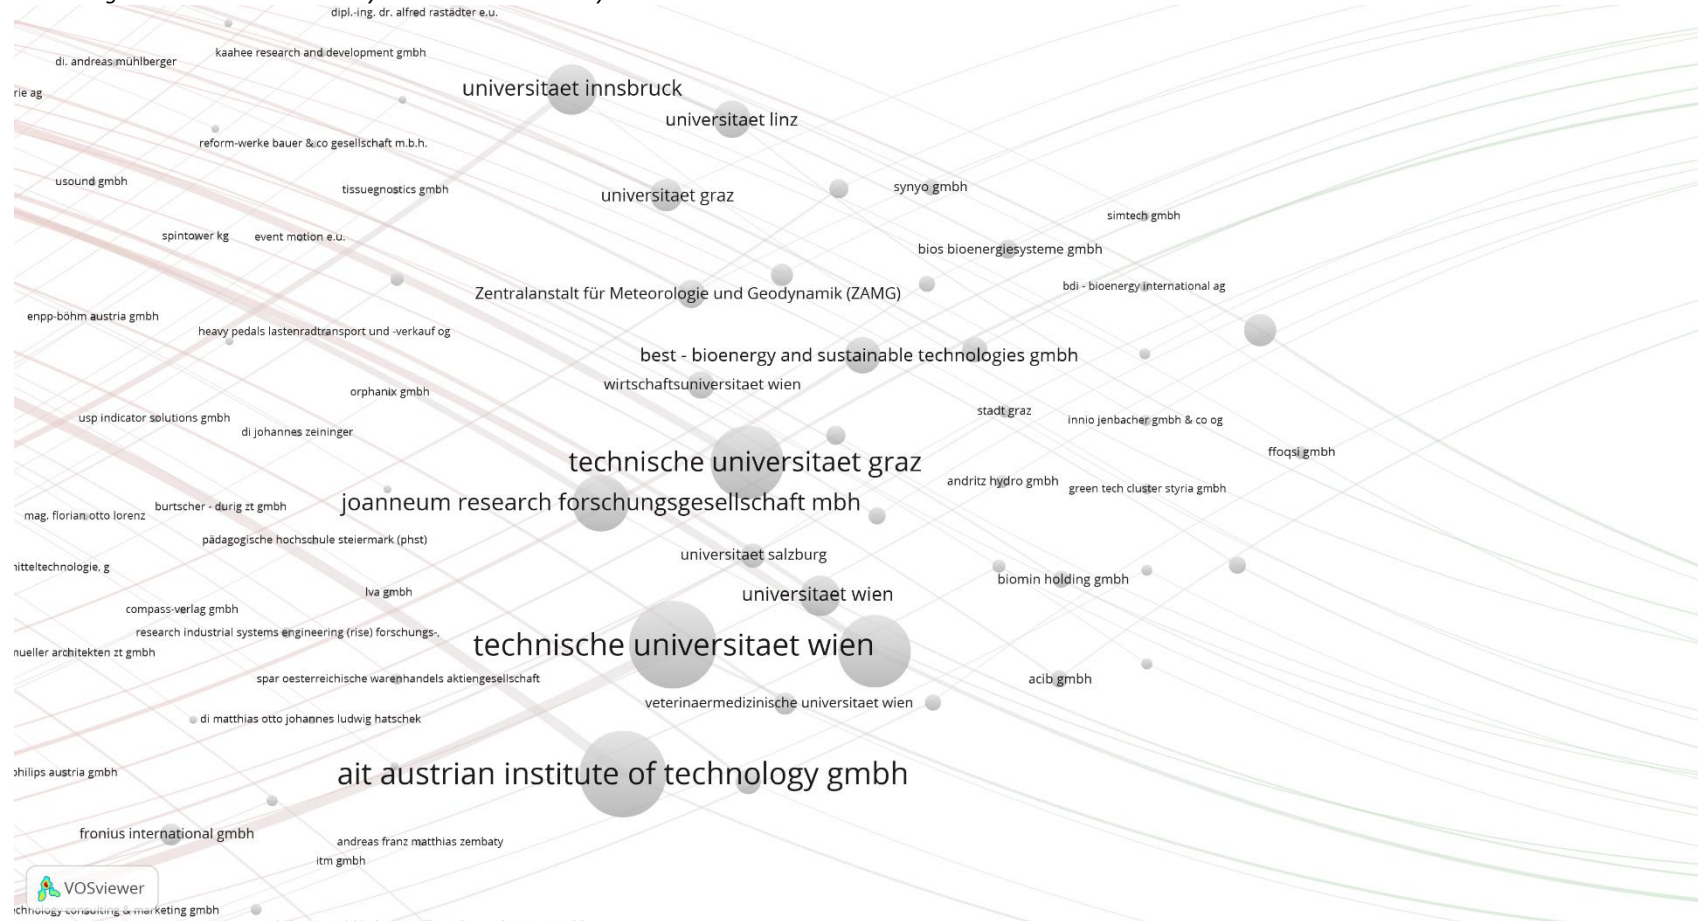 dipl.-ing. dr. alfred rastädter e.u.
kaahee research and development gmbh
di. andreas mühlberger
universitaet innsbruck
rie ag
universitaet linz
reform-werke bauer & co gesellschaft m.b.h.
usound gmbh
tissuegnostics gmbh
synyo gmbh
universitaet graz
simtech gmbh
spintower kg
event motion e.u.
bios bioenergiesysteme gmbh
bdi - bioenergy international ag
Zentralanstalt für Meteorologie und Geodynamik (ZAMG)
enpp-böhm austria gmbh
heavy pedals lastenradtransport und -verkauf og
best - bioenergy and sustainable technologies gmbh
wirtschaftsuniversitaet wien
orphanix gmbh
stadt graz
usp indicator solutions gmbh
innio jenbacher gmbh & co og
di johannes zeininger
ffoqsi gmbh
technische universitaet graz
andritz hydro gmbh
green tech cluster styria gmbh
joanneum research forschungsgesellschaft mbh
burtscher - durig zt gmbh
mag. florian otto lorenz
pädagogische hochschule steiermark (phst)
universitaet salzburg
nitteltechnologie, g
biomin holding gmbh
lva gmbh
universitaet wien
compass-verlag gmbh
research industrial systems engineering (rise) forschungs-,
technische universitaet wien
nueller architekten zt gmbh
spar oesterreichische warenhandels aktiengesellschaft
acib gmbh
veterinaermedizinische universitaet wien
di matthias otto johannes ludwig hatschek
philips austria gmbh
ait austrian institute of technology gmbh
fronius international gmbh
andreas franz matthias zembaty
itm gmbh
VOSviewer
echnology consulting & marketing gmbh